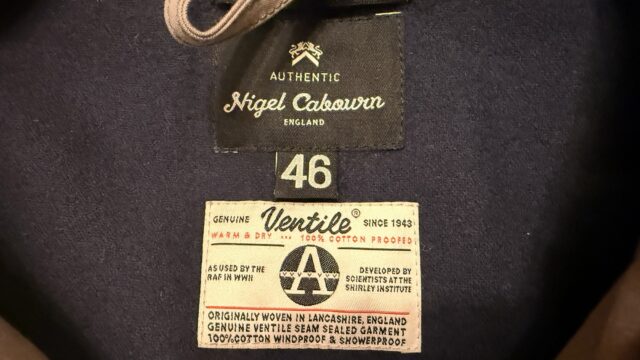 AUTHENTIC
Nigel Cabourn
ENGLAND
46
GENUINE Ventile® SINCE 1943
WARM & DRY ... 100% COTTON PROOFED
AS USED BY THE
RAF IN WWII
A
DEVELOPED BY
SCIENTISTS AT THE
SHIRLEY INSTITUTE
ORIGINALLY WOVEN IN LANCASHIRE, ENGLAND
GENUINE VENTILE SEAM SEALED GARMENT
100% COTTON WINDPROOF & SHOWERPROOF